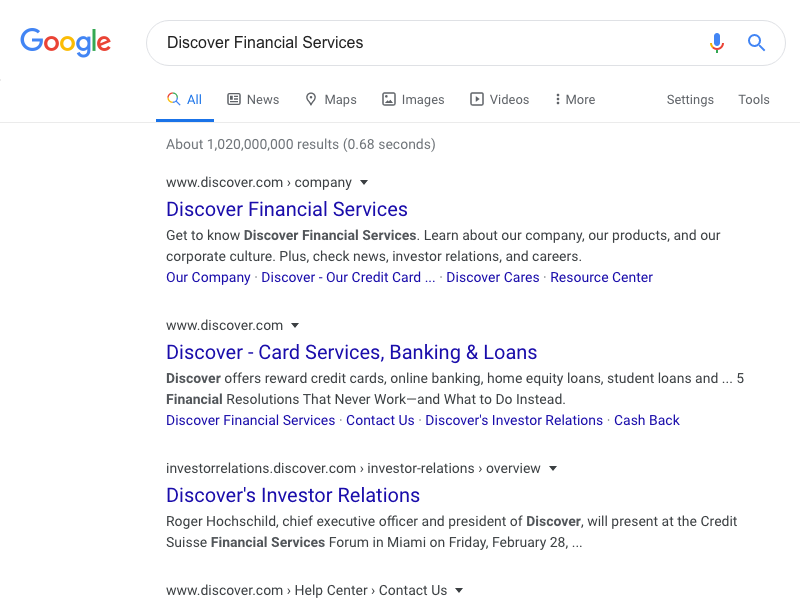 Google
Discover Financial Services
All News Maps Images Videos More Settings Tools
About 1,020,000,000 results (0.68 seconds)
www.discover.com › company
Discover Financial Services
Get to know Discover Financial Services. Learn about our company, our products, and our
corporate culture. Plus, check news, investor relations, and careers.
Our Company · Discover - Our Credit Card ... · Discover Cares · Resource Center
www.discover.com
Discover - Card Services, Banking & Loans
Discover offers reward credit cards, online banking, home equity loans, student loans and ... 5
Financial Resolutions That Never Work—and What to Do Instead.
Discover Financial Services · Contact Us · Discover's Investor Relations · Cash Back
investorrelations.discover.com › investor-relations › overview
Discover's Investor Relations
Roger Hochschild, chief executive officer and president of Discover, will present at the Credit
Suisse Financial Services Forum in Miami on Friday, February 28, ...
www.discover.com › Help Center › Contact Us